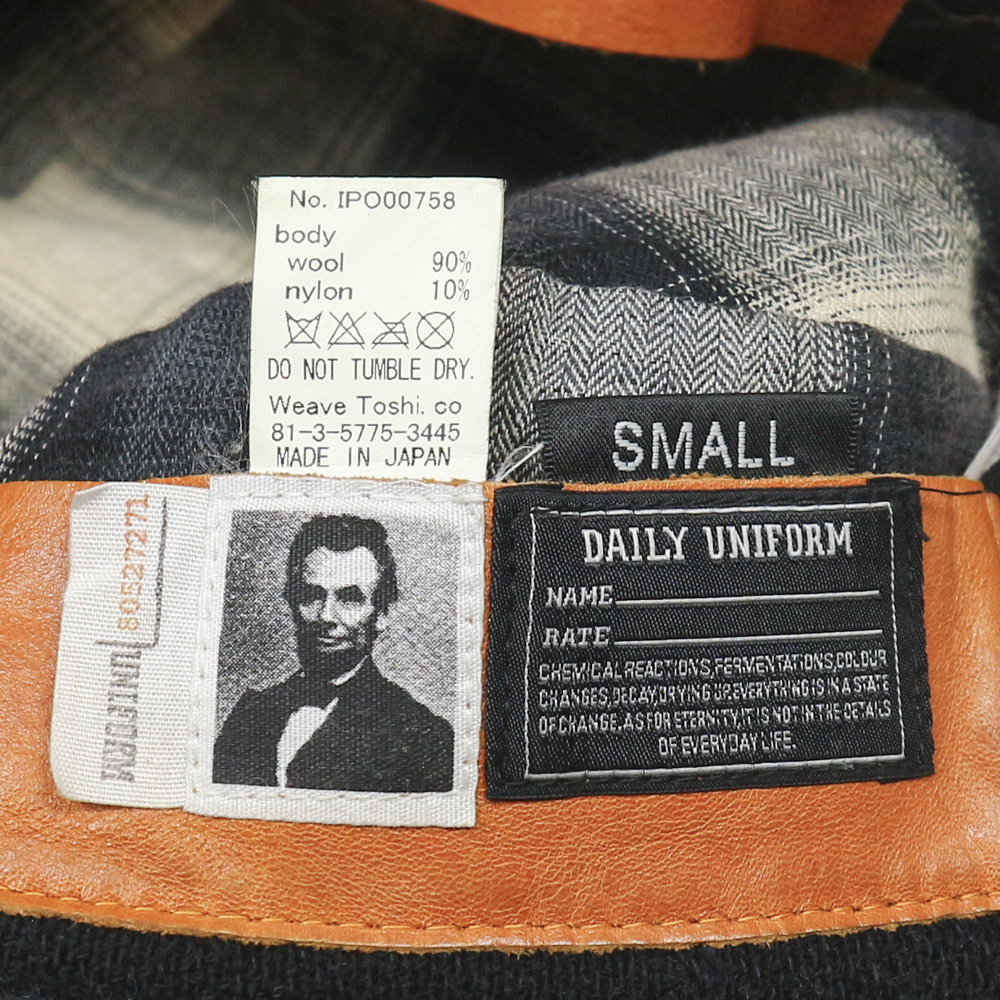 No. IPO00758
body
wool 90%
nylon 10%
DO NOT TUMBLE DRY.
Weave Toshi. co
81-3-5775-3445
MADE IN JAPAN
SMALL
80527271
UNIFORM
DAILY UNIFORM
NAME
RATE
CHEMICAL REACTIONS, FERMENTATIONS, COLOUR
CHANGES, DECAY, DRYING UP, EVERYTHING IS IN A STATE
OF CHANGE. AS FOR ETERNITY, IT IS NOT IN THE DETAILS
OF EVERYDAY LIFE.